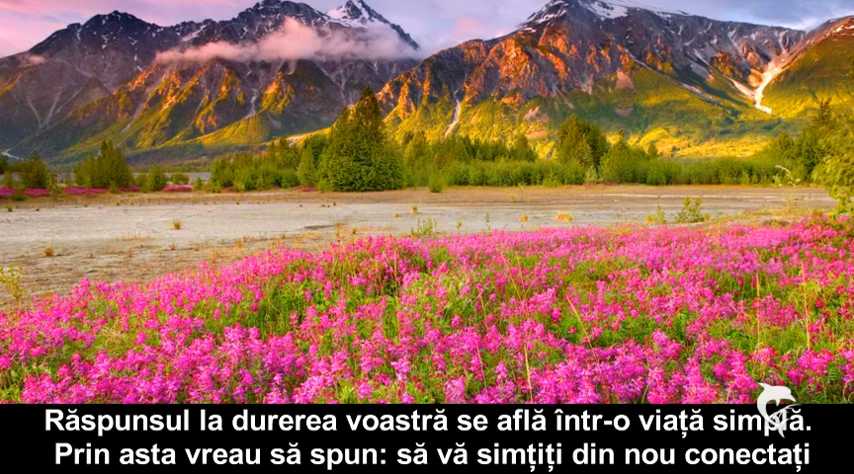 Răspunsul la durerea voastră se află într-o viață simplă.
Prin asta vreau să spun: să vă simțiți din nou conectați